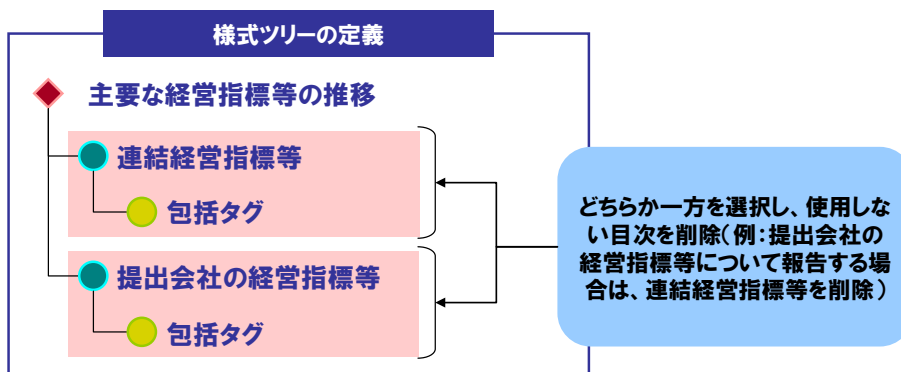 様式ツリーの定義
主要な経営指標等の推移
連結経営指標等
包括タグ
提出会社の経営指標等
包括タグ
どちらか一方を選択し、使用しな
い目次を削除(例:提出会社の
経営指標等について報告する場
合は、連結経営指標等を削除)